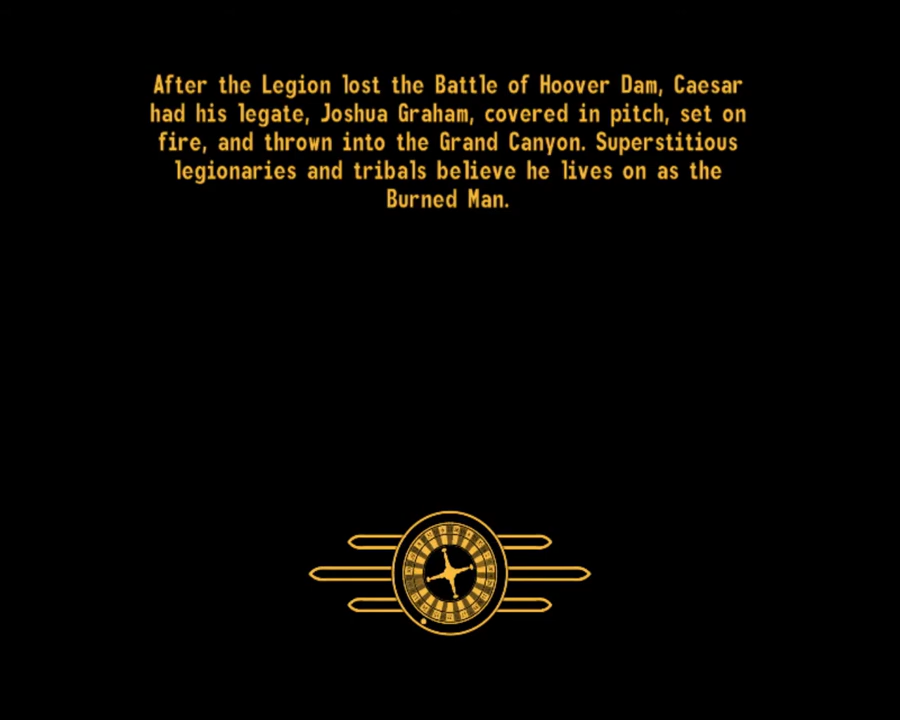 After the Legion lost the Battle of Hoover Dam, Caesar
had his legate, Joshua Graham, covered in pitch, set on
fire, and thrown into the Grand Canyon. Superstitious
legionaries and tribals believe he lives on as the
Burned Man.